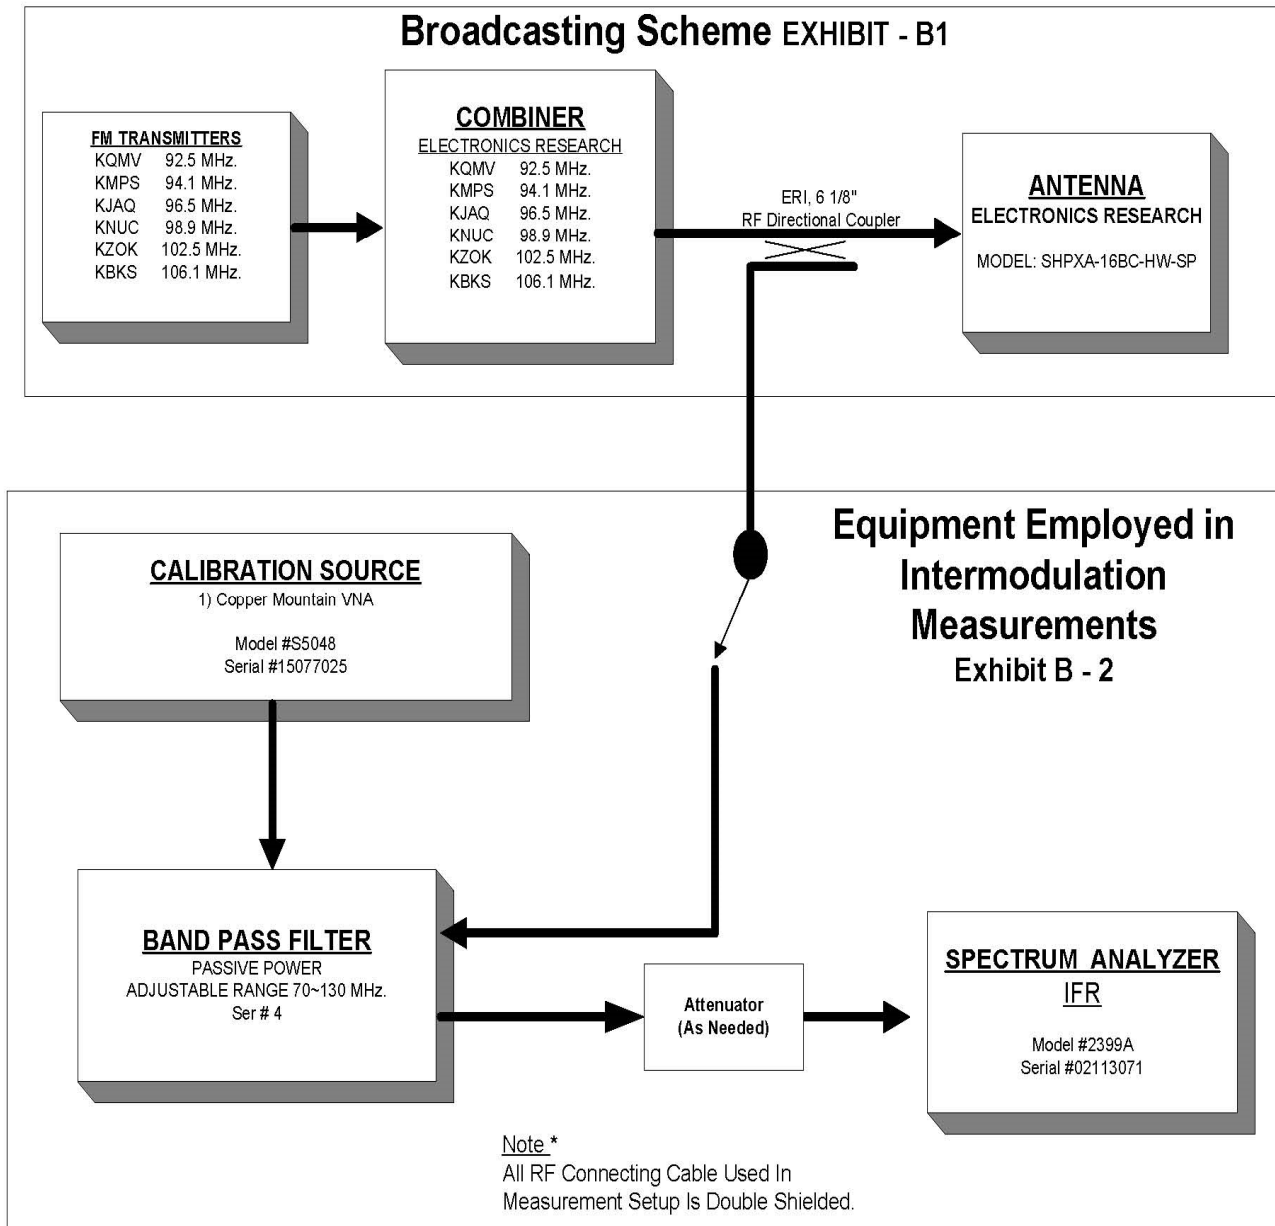 Broadcasting Scheme EXHIBIT - B1
FM TRANSMITTERS
KQMV 92.5 MHz.
KMPS 94.1 MHz.
KJAQ 96.5 MHz.
KNUC 98.9 MHz.
KZOK 102.5 MHz.
KBKS 106.1 MHz.
COMBINER
ELECTRONICS RESEARCH
KQMV 92.5 MHz.
KMPS 94.1 MHz.
KJAQ 96.5 MHz.
KNUC 98.9 MHz.
KZOK 102.5 MHz.
KBKS 106.1 MHz.
ERI, 6 1/8"
RF Directional Coupler
ANTENNA
ELECTRONICS RESEARCH
MODEL: SHPXA-16BC-HW-SP
Equipment Employed in
Intermodulation
Measurements
Exhibit B - 2
CALIBRATION SOURCE
1) Copper Mountain VNA
Model #S5048
Serial #15077025
BAND PASS FILTER
PASSIVE POWER
ADJUSTABLE RANGE 70~130 MHz.
Ser # 4
Attenuator
(As Needed)
SPECTRUM ANALYZER
IFR
Model #2399A
Serial #02113071
Note *
All RF Connecting Cable Used In
Measurement Setup Is Double Shielded.